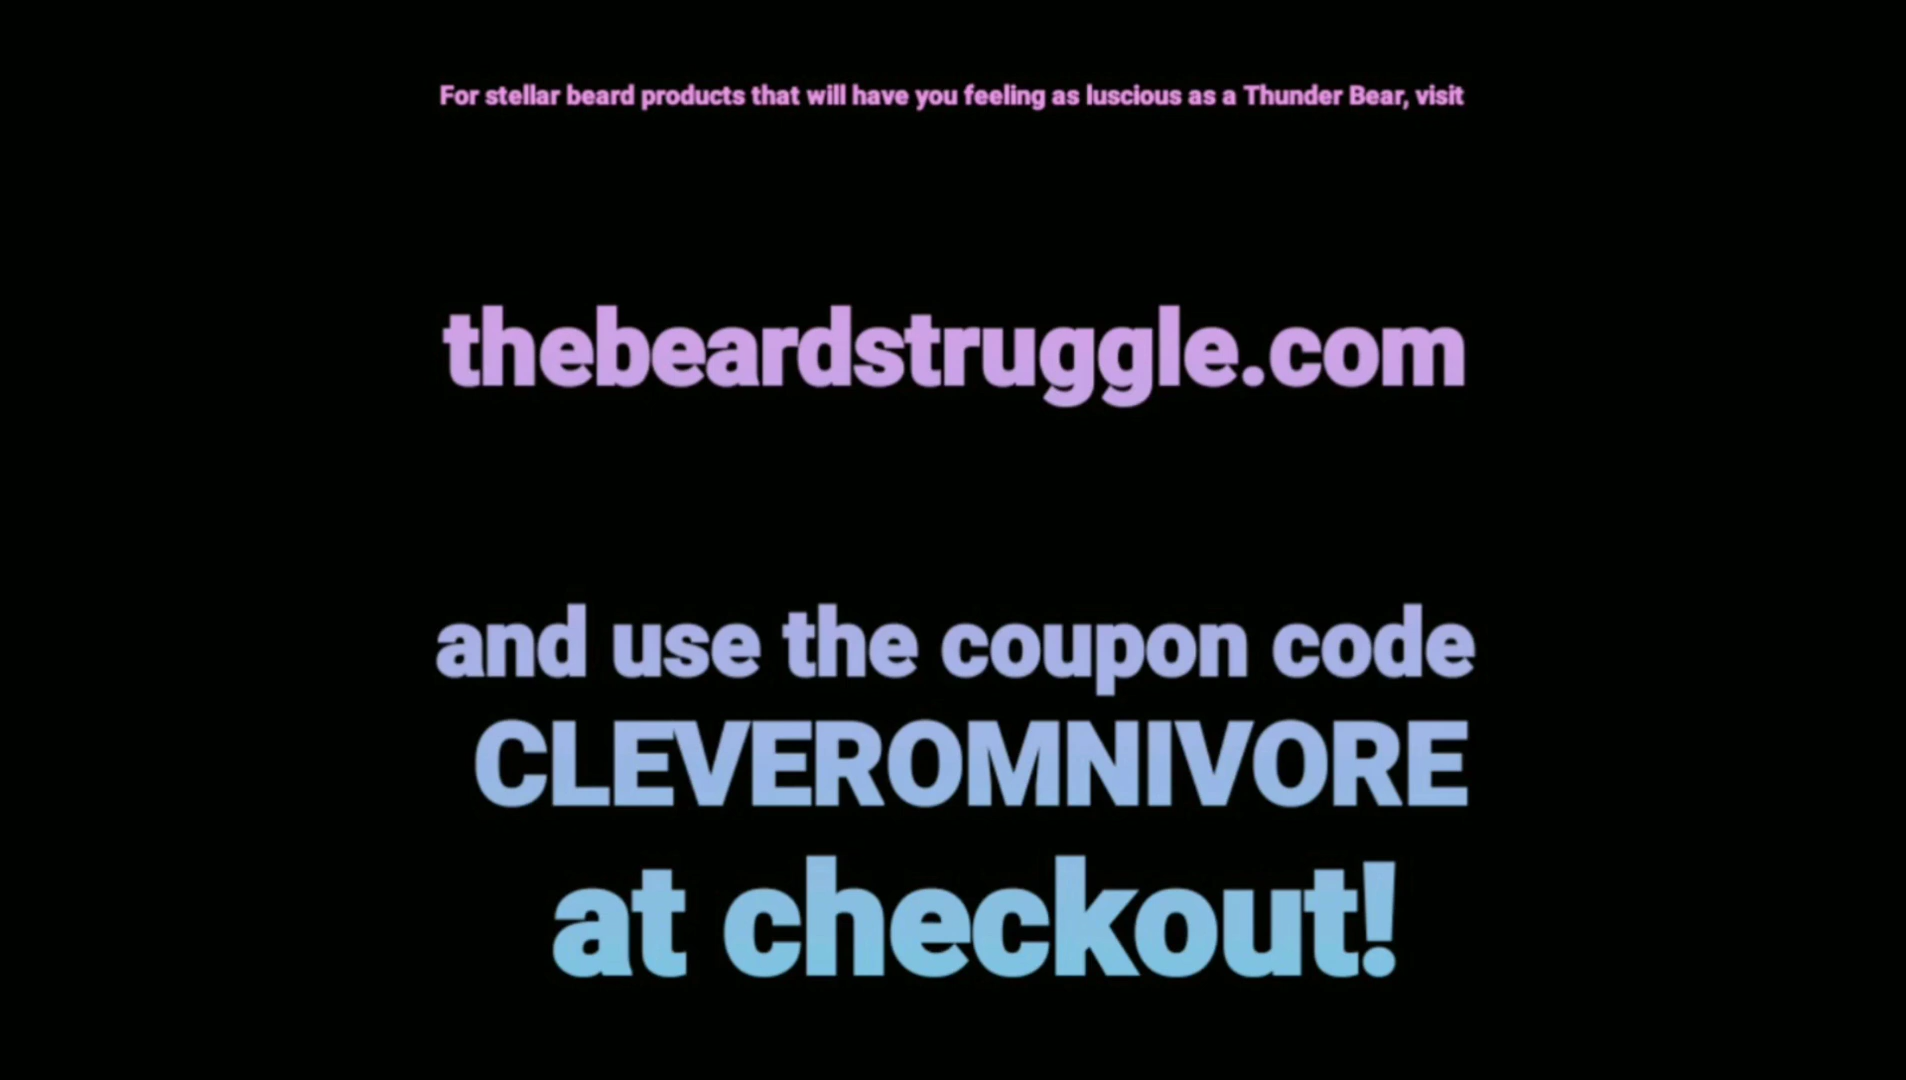 For stellar beard products that will have you feeling as luscious as a Thunder Bear, visit
thebeardstruggle.com
and use the coupon code
CLEVEROMNIVORE
at checkout!